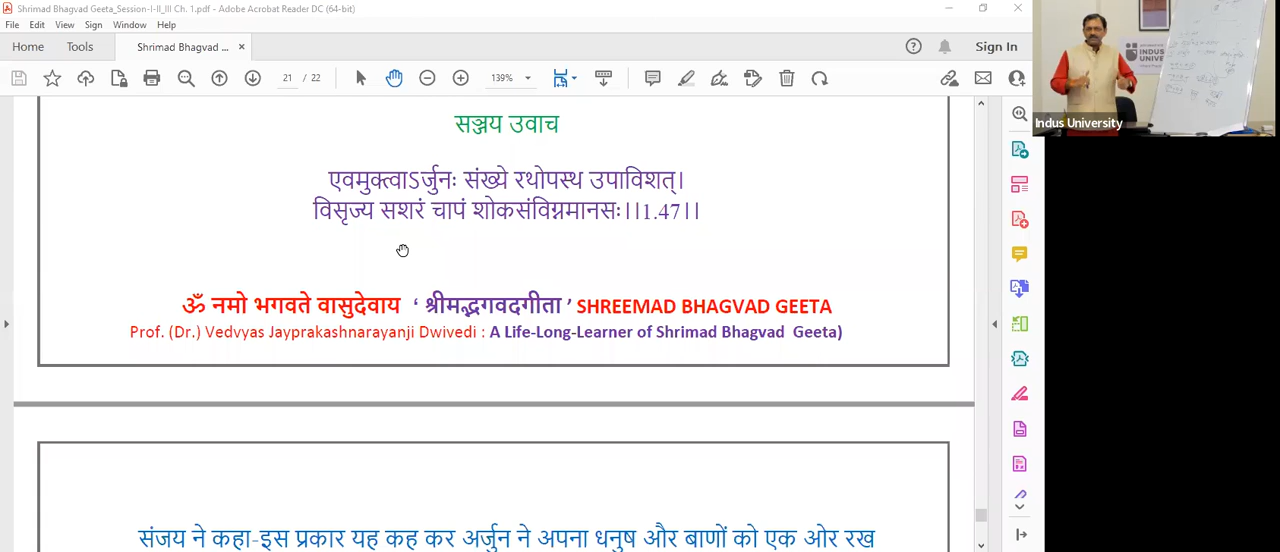 Shrimad Bhagvad Geeta_Session-I-II_III Ch. 1.pdf - Adobe Acrobat Reader DC (64-bit)
File Edit View Sign Window Help
Home Tools Shrimad Bhagvad ... × Sign In
21 / 22 139%
सञ्जय उवाच
एवमुक्त्वाऽर्जुनः संख्ये रथोपस्थ उपाविशत्।
विसृज्य सशरं चापं शोकसंविग्नमानसः।।1.47।।
ॐ नमो भगवते वासुदेवाय ‘ श्रीमद्भगवदगीता ’ SHREEMAD BHAGVAD GEETA
Prof. (Dr.) Vedvyas Jayprakashnarayanji Dwivedi : A Life-Long-Learner of Shrimad Bhagvad Geeta)
संजय ने कहा-इस प्रकार यह कह कर अर्जुन ने अपना धनुष और बाणों को एक ओर रख
INDUS
UNIVE
Indus University